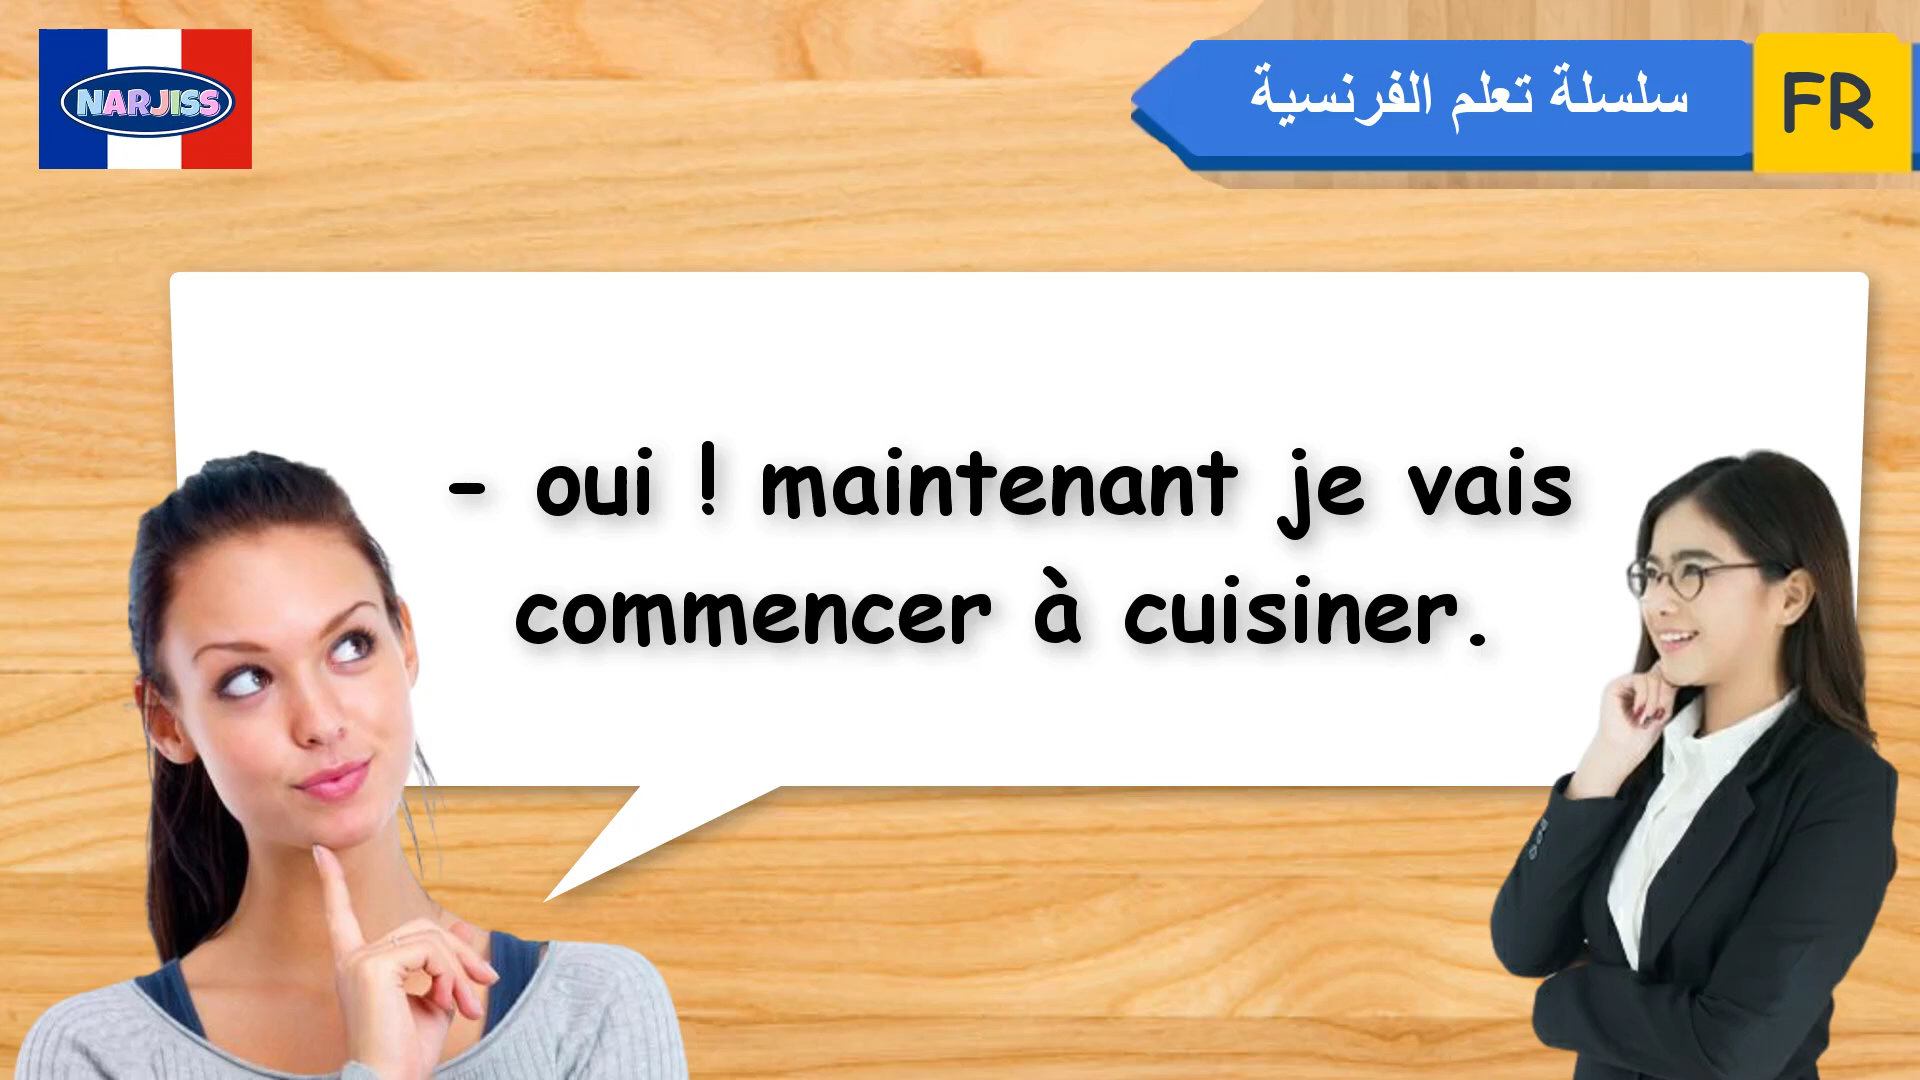 NARJISS
سلسلة تعلم الفرنسية
FR
- oui ! maintenant je vais
commencer à cuisiner.